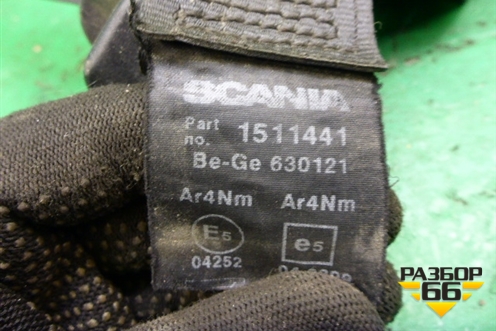 SCANIA
Part no. 1511441
Be-Ge 630121
Ar4Nm Ar4Nm
E5 e5
04252
РАЗБОР
66